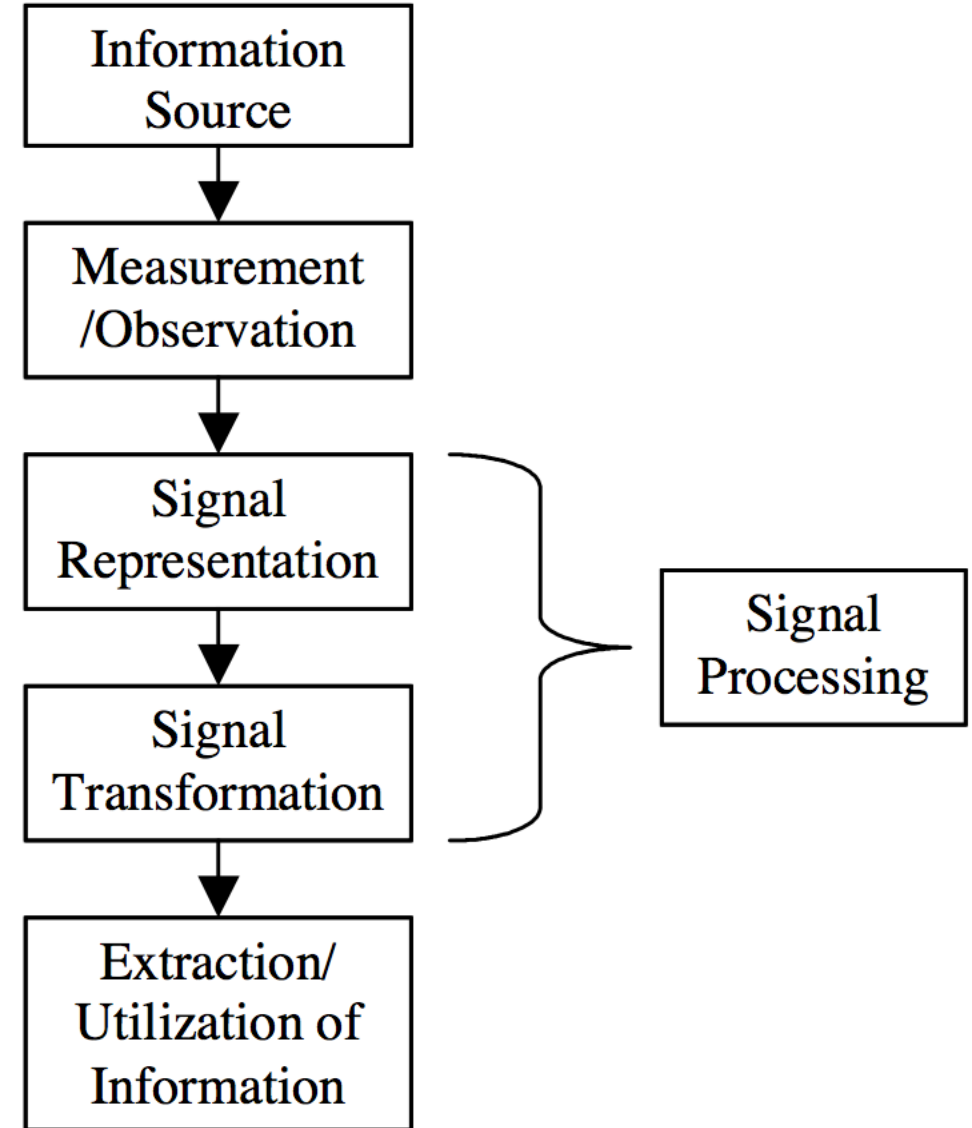 Information
Source
Measurement
/Observation
Signal
Representation
Signal
Processing
Signal
Transformation
Extraction/
Utilization of
Information